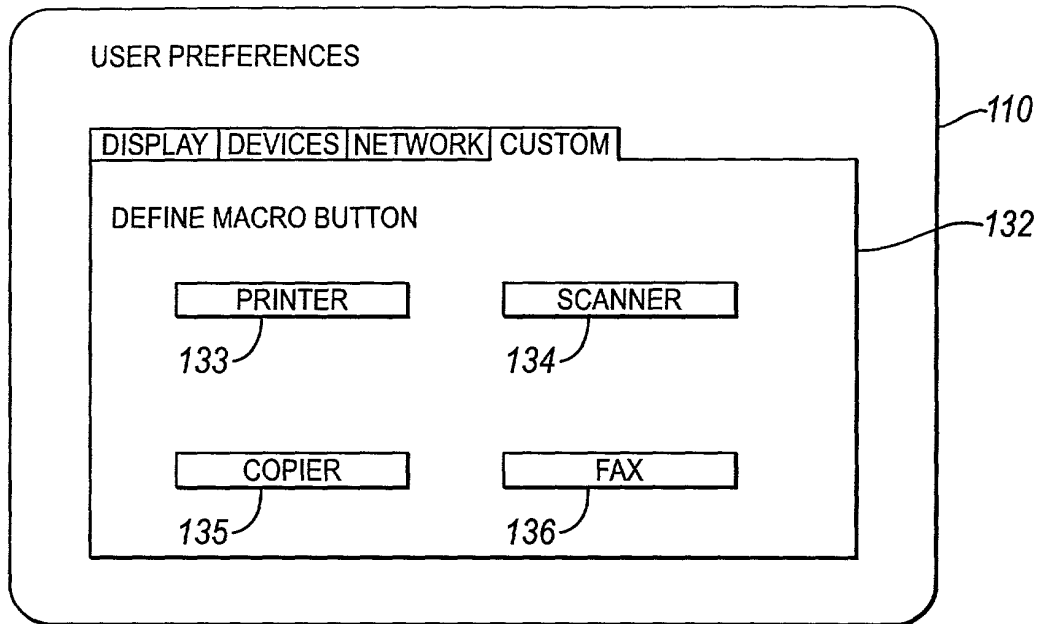 USER PREFERENCES
110
DISPLAY DEVICES NETWORK CUSTOM
DEFINE MACRO BUTTON
132
PRINTER SCANNER
133 134
COPIER FAX
135 136